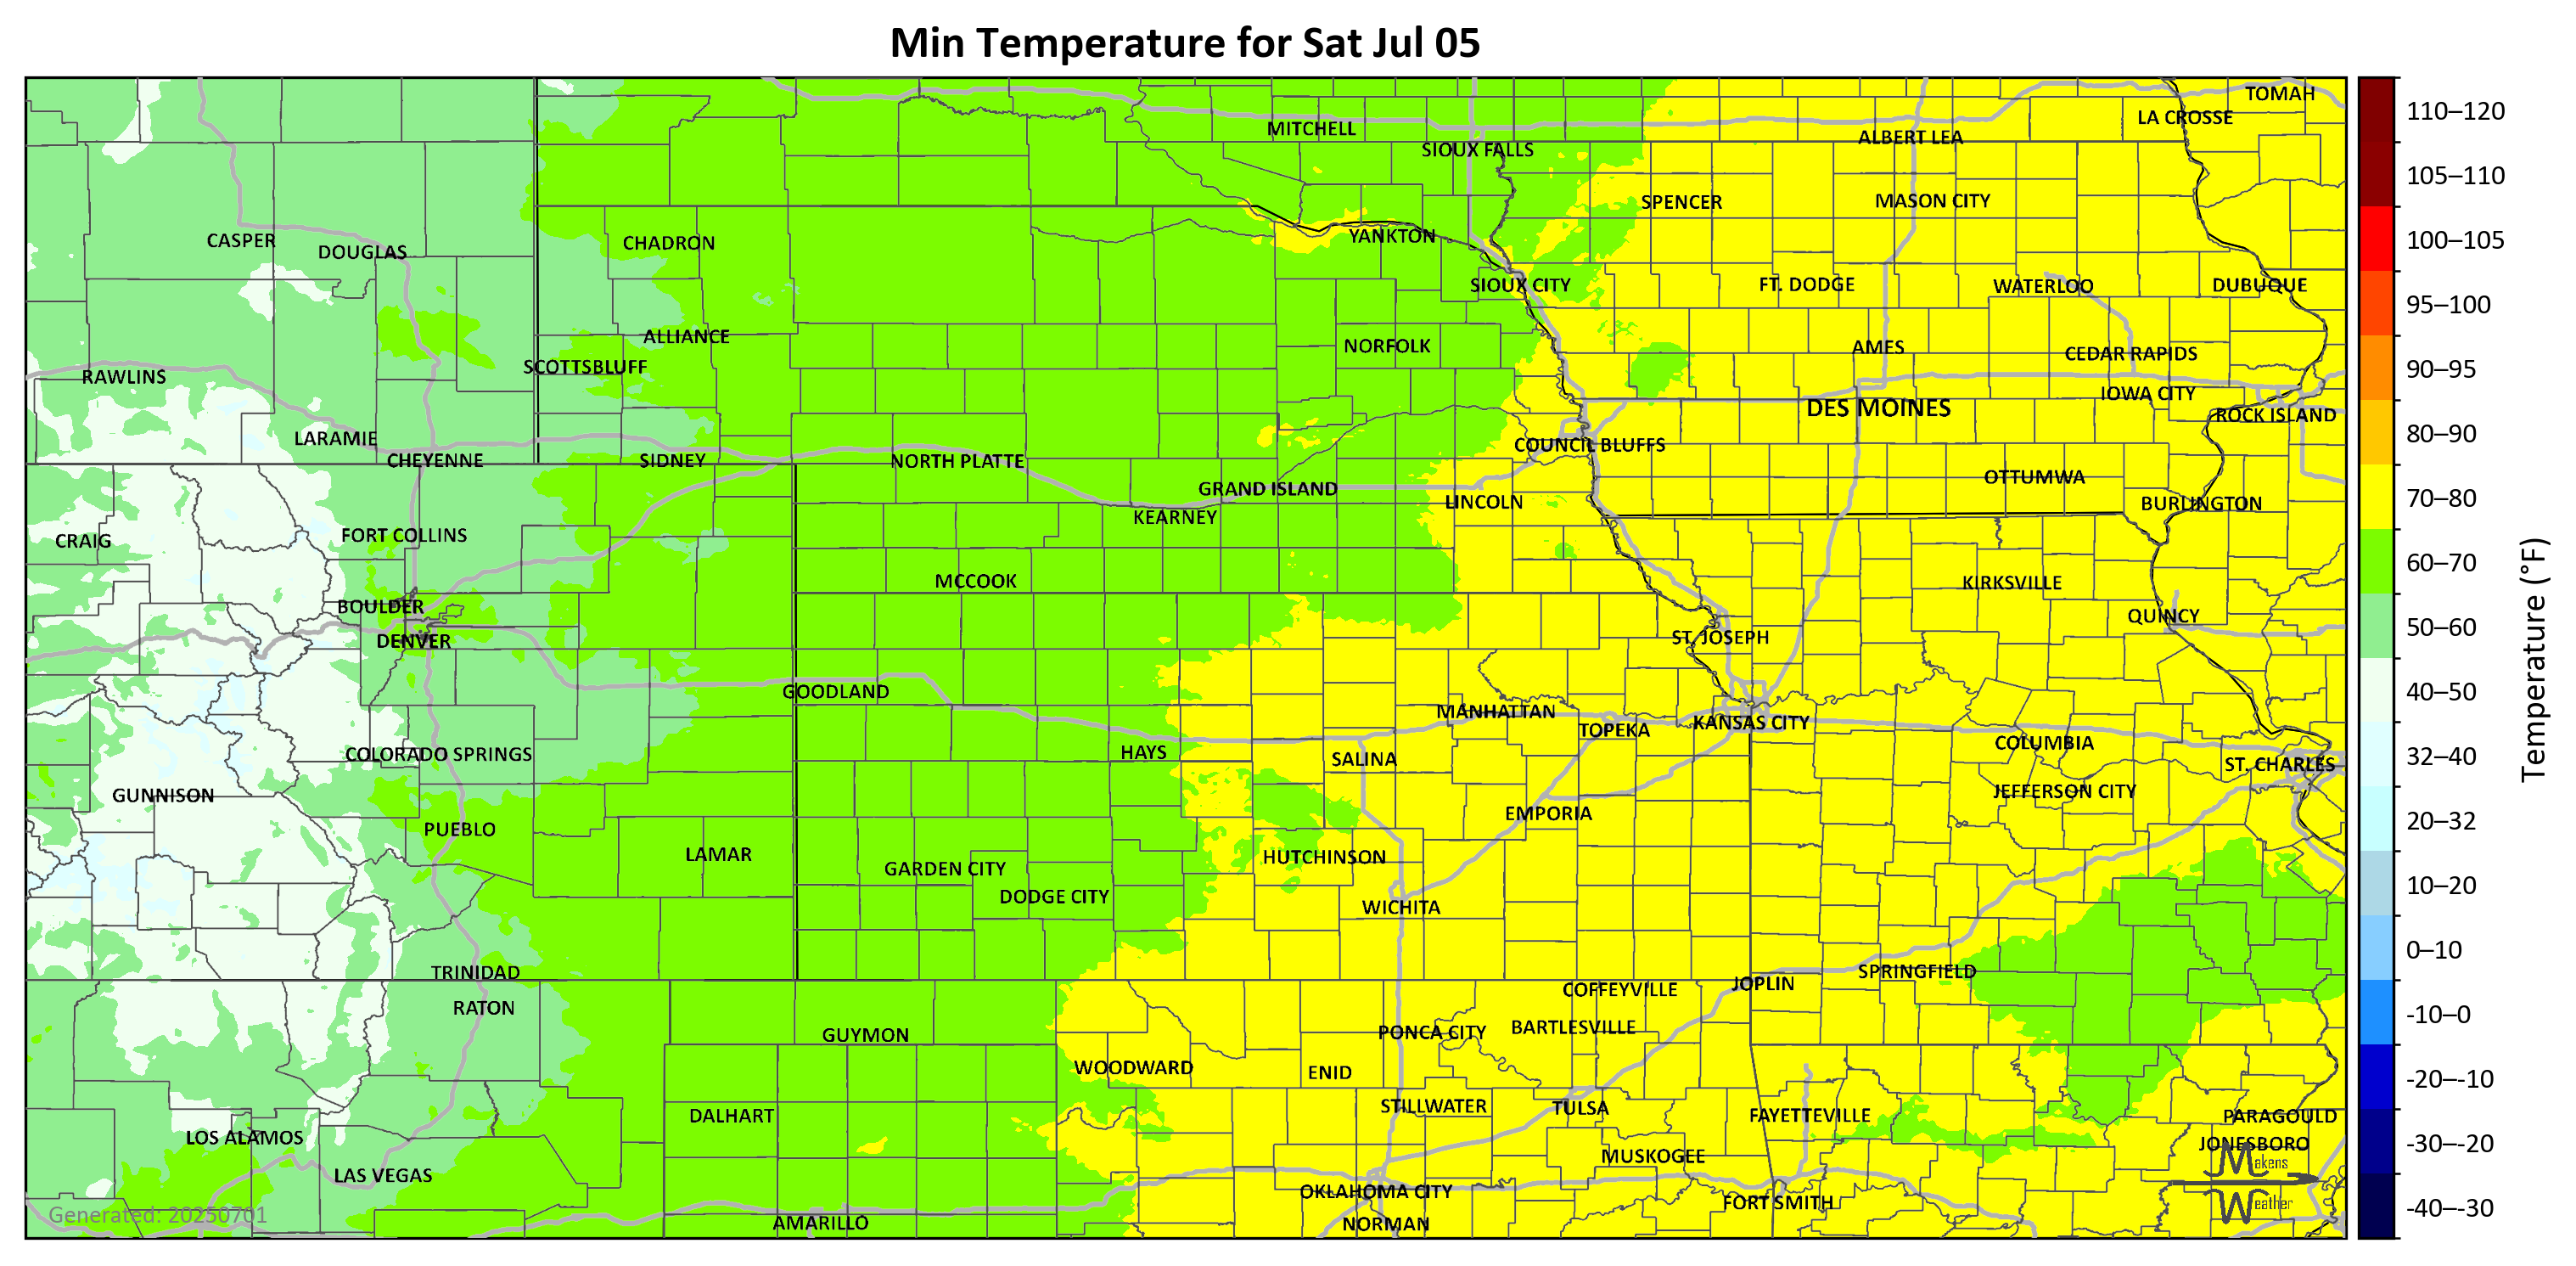 Min Temperature for Sat Jul 05
TOMAH
LA CROSSE
MITCHELL
ALBERT LEA
SIOUX FALLS
SPENCER
MASON CITY
CASPER
DOUGLAS
CHADRON
YANKTON
SIOUX CITY
FT. DODGE
WATERLOO
DUBUQUE
ALLIANCE
NORFOLK
AMES
CEDAR RAPIDS
RAWLINS
SCOTTSBLUFF
IOWA CITY
DES MOINES
ROCK ISLAND
LARAMIE
COUNCIL BLUFFS
CHEYENNE
SIDNEY
NORTH PLATTE
OTTUMWA
GRAND ISLAND
LINCOLN
BURLINGTON
KEARNEY
CRAIG
FORT COLLINS
MCCOOK
KIRKSVILLE
BOULDER
QUINCY
DENVER
ST. JOSEPH
GOODLAND
MANHATTAN
TOPEKA
KANSAS CITY
COLUMBIA
COLORADO SPRINGS
HAYS
SALINA
ST. CHARLES
GUNNISON
JEFFERSON CITY
EMPORIA
PUEBLO
LAMAR
HUTCHINSON
GARDEN CITY
DODGE CITY
WICHITA
TRINIDAD
SPRINGFIELD
JOPLIN
COFFEYVILLE
RATON
GUYMON
PONCA CITY
BARTLESVILLE
WOODWARD
ENID
DALHART
STILLWATER
TULSA
FAYETTEVILLE
PARAGOULD
LOS ALAMOS
JONESBORO
MUSKOGEE
LAS VEGAS
OKLAHOMA CITY
FORT SMITH
AMARILLO
NORMAN
Makens
Weather
Generated: 20250701
110–120
105–110
100–105
95–100
90–95
80–90
70–80
60–70
50–60
40–50
32–40
20–32
10–20
0–10
-10–0
-20–-10
-30–-20
-40–-30
Temperature (°F)